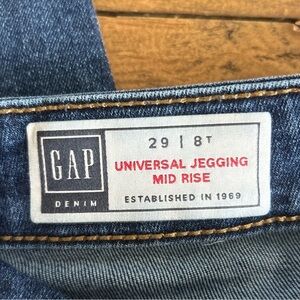 GAP
DENIM
29 | 8T
UNIVERSAL JEGGING
MID RISE
ESTABLISHED IN 1969